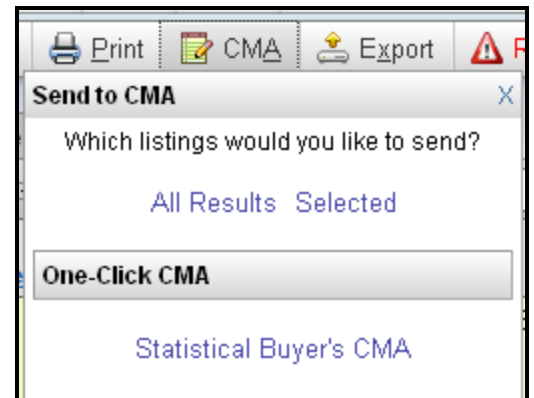 Print CMA Export R
Send to CMA X
Which listings would you like to send?
All Results Selected
One-Click CMA
Statistical Buyer's CMA